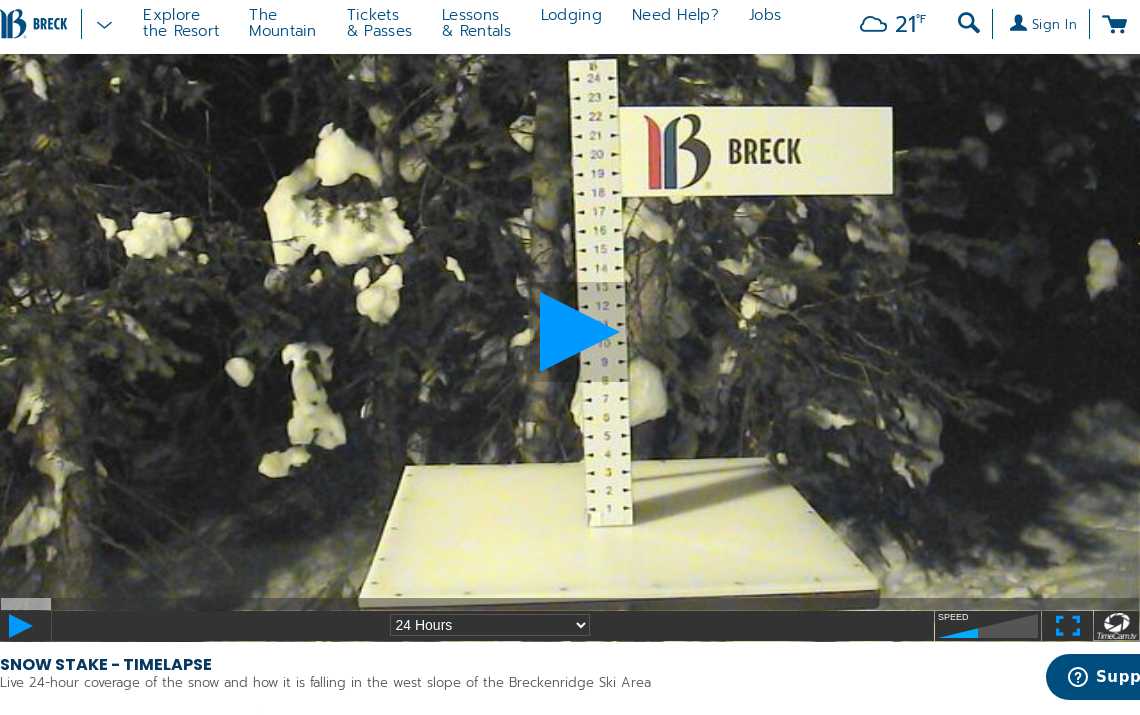 BRECK
Explore
the Resort
The
Mountain
Tickets
& Passes
Lessons
& Rentals
Lodging
Need Help?
Jobs
21°F
Sign In
24
23
22
21
20
19
18
17
16
15
14
13
12
10
9
8
7
6
5
4
3
2
1
B BRECK
24 Hours
SPEED
TimeCam.tv
SNOW STAKE - TIMELAPSE
Live 24-hour coverage of the snow and how it is falling in the west slope of the Breckenridge Ski Area
Supp